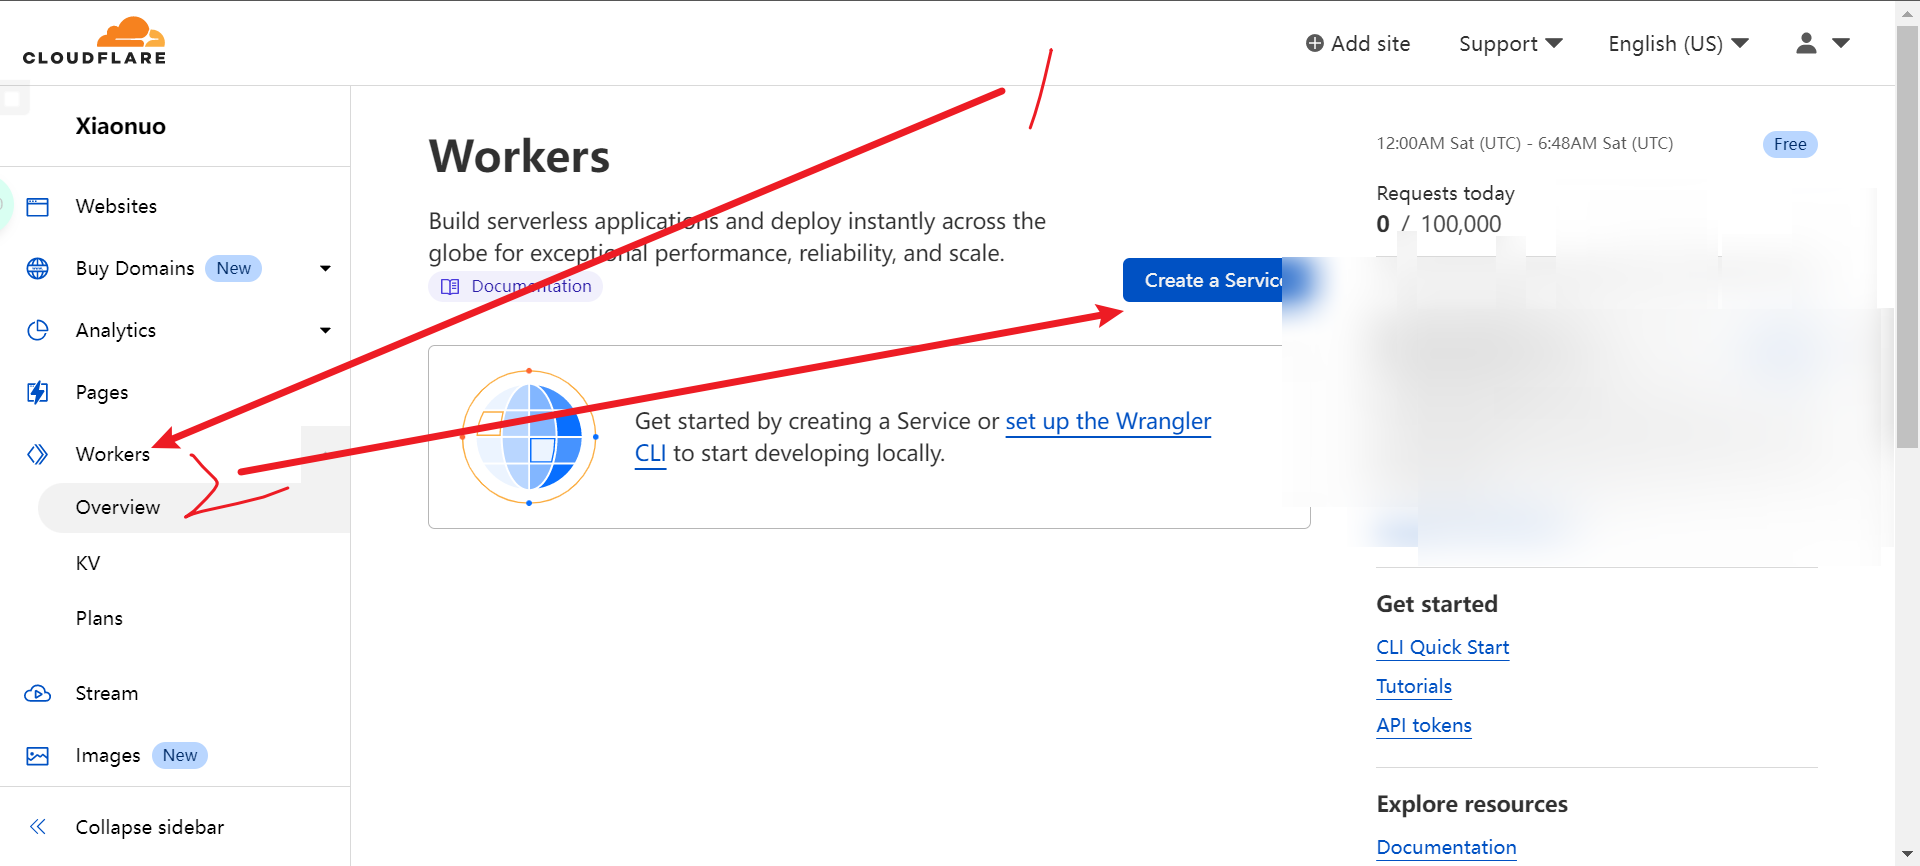 CLOUDFLARE
Add site
Support
English (US)
Xiaonuo
Websites
Buy Domains New
Analytics
Pages
Workers
Overview
KV
Plans
Stream
Images New
Collapse sidebar
Workers
Build serverless applications and deploy instantly across the
globe for exceptional performance, reliability, and scale.
Documentation
Create a Service
Get started by creating a Service or set up the Wrangler
CLI to start developing locally.
12:00AM Sat (UTC) - 6:48AM Sat (UTC)
Free
Requests today
0 / 100,000
Get started
CLI Quick Start
Tutorials
API tokens
Explore resources
Documentation